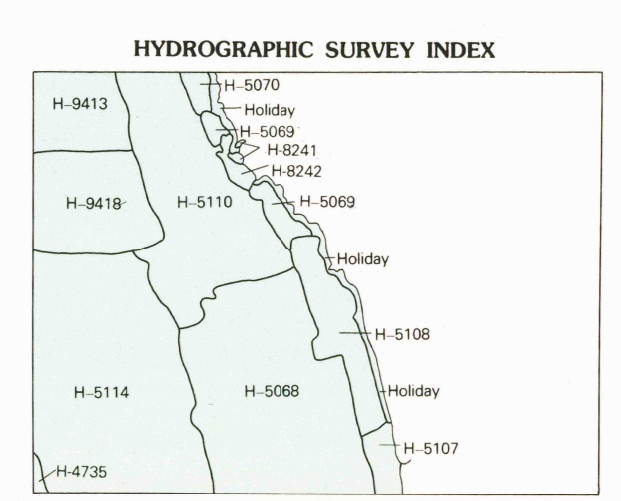 HYDROGRAPHIC SURVEY INDEX
H-5070
H-9413
Holiday
H-5069
H-8241
H-8242
H-9418
H-5110
H-5069
Holiday
H-5108
H-5114
H-5068
Holiday
H-5107
H-4735